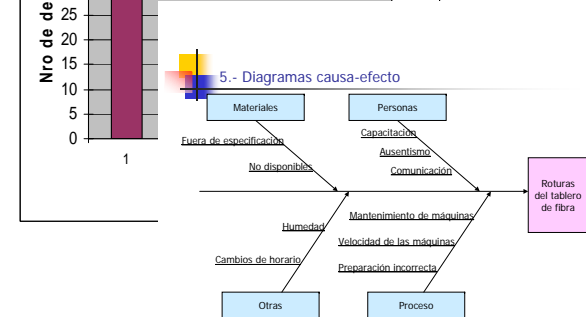 Nro de de
25
20
15
10
5
0
1
5.- Diagramas causa-efecto
Materiales
Personas
Fuera de especificación
No disponibles
Capacitación
Ausentismo
Comunicación
Roturas
del tablero
de fibra
Humedad
Cambios de horario
Mantenimiento de máquinas
Velocidad de las máquinas
Preparación incorrecta
Otras
Proceso